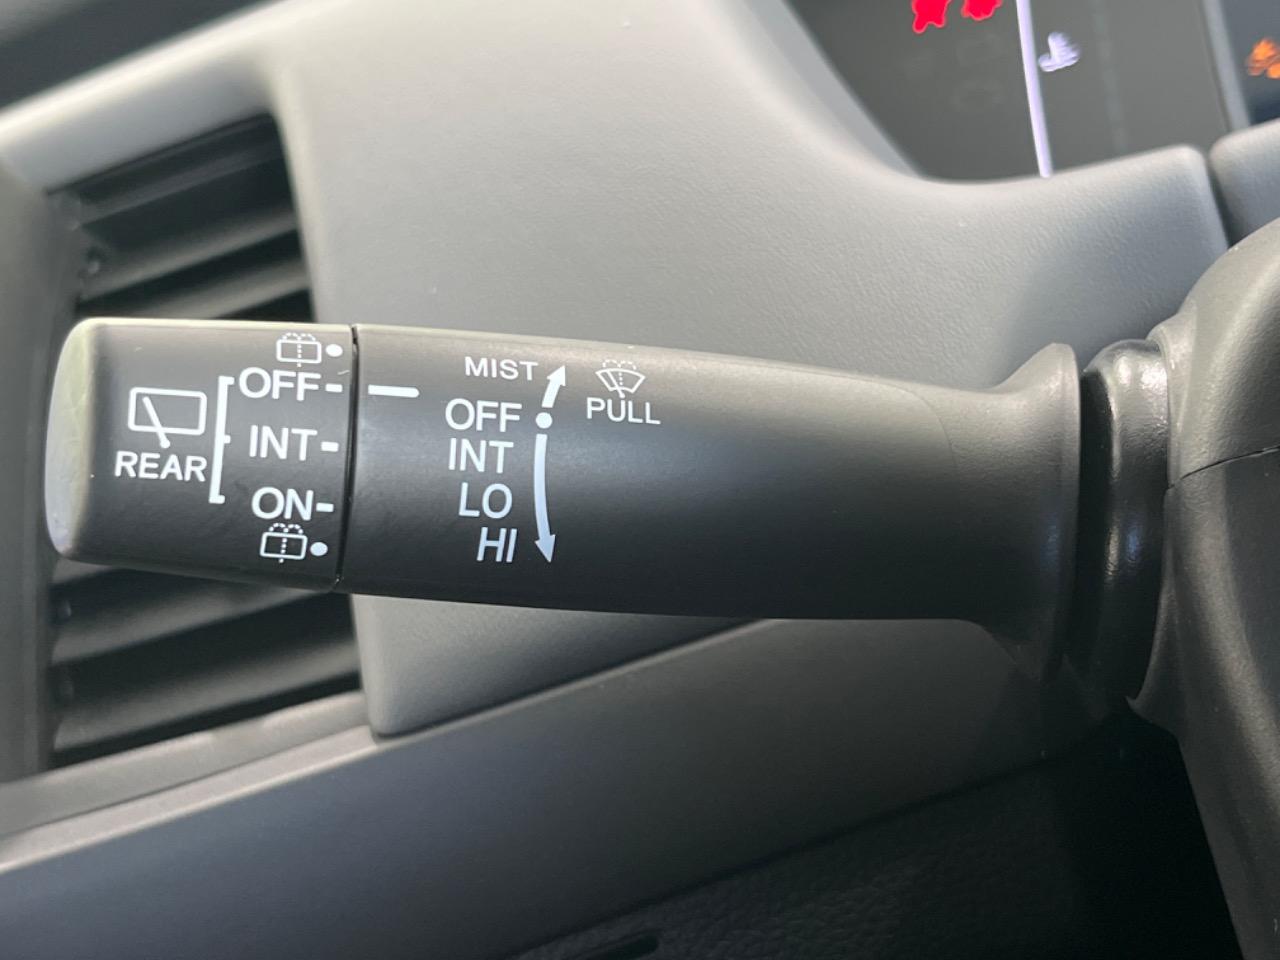 REAR
OFF
INT
ON
MIST
OFF
INT
LO
HI
PULL